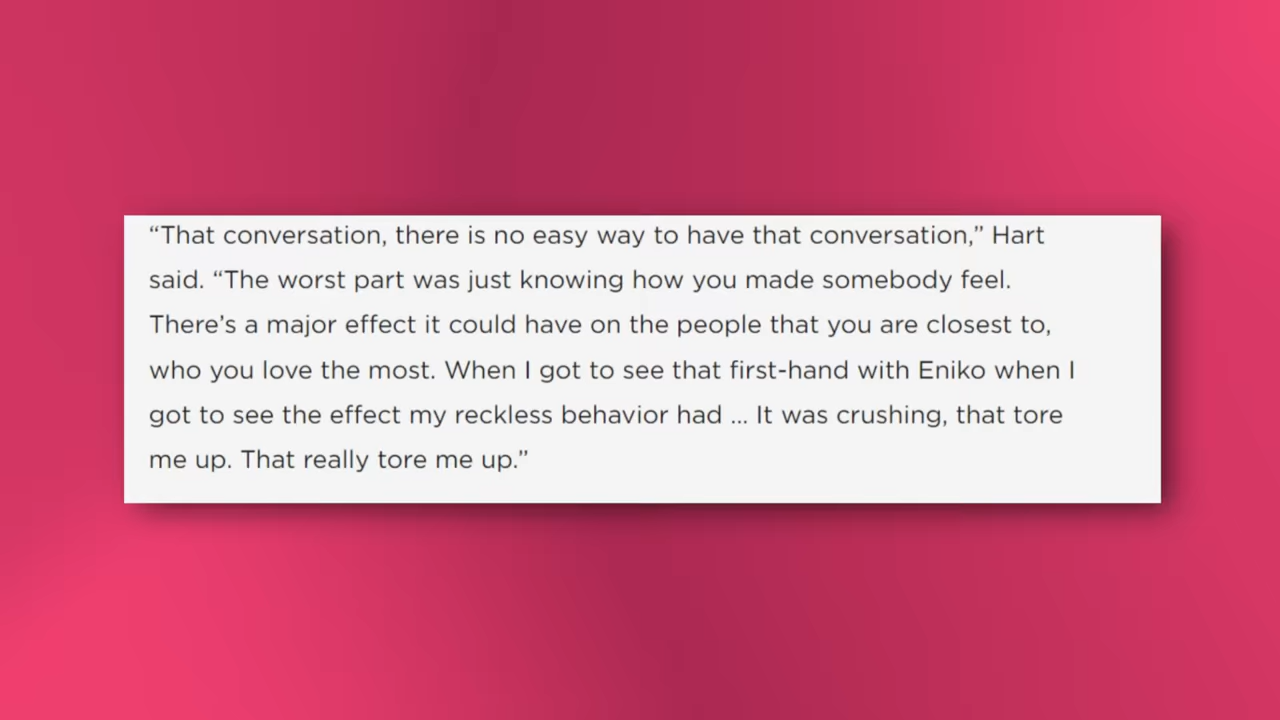 “That conversation, there is no easy way to have that conversation,” Hart
said. “The worst part was just knowing how you made somebody feel.
There’s a major effect it could have on the people that you are closest to,
who you love the most. When I got to see that first-hand with Eniko when I
got to see the effect my reckless behavior had ... It was crushing, that tore
me up. That really tore me up.”